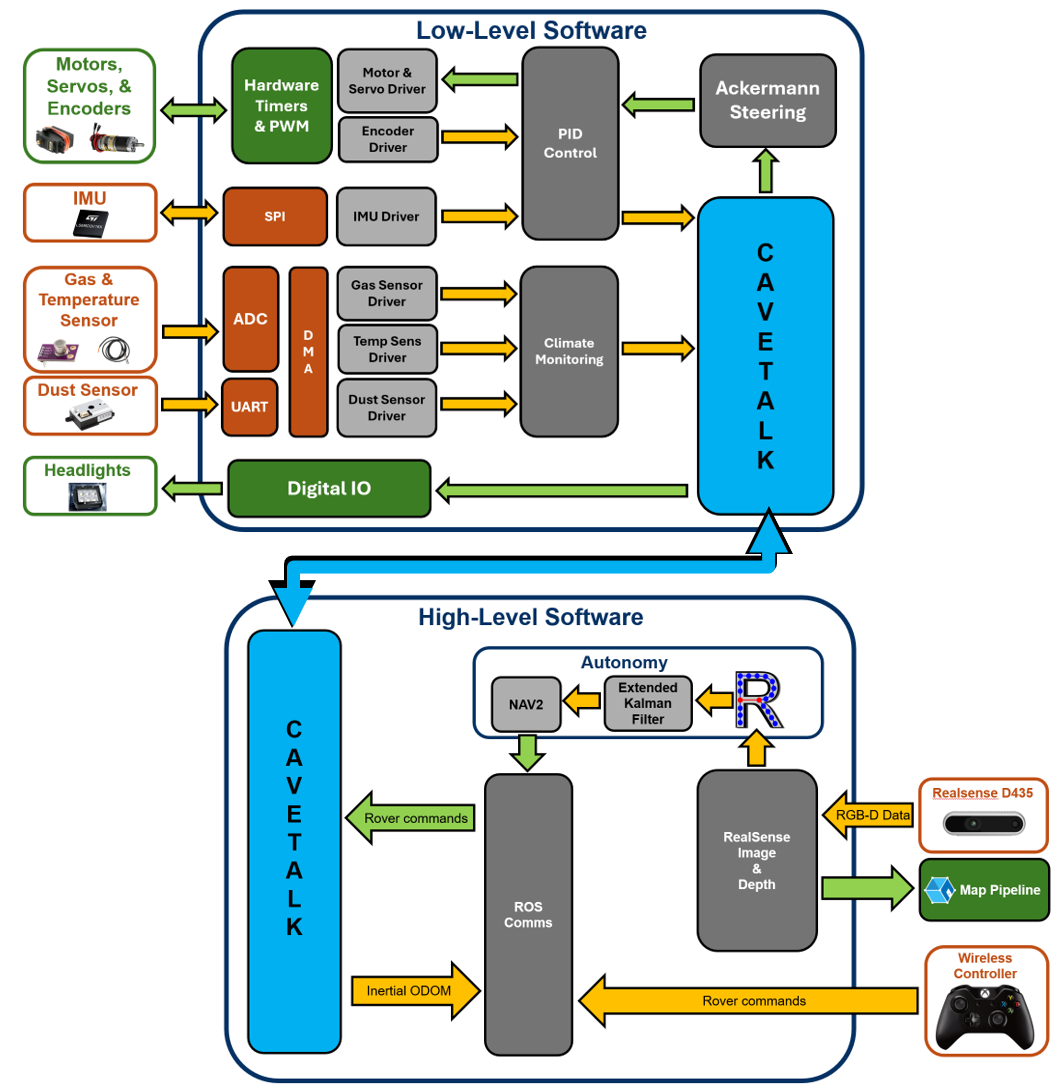 Low-Level Software
Motors,
Servos, &
Encoders
Hardware
Timers
& PWM
Motor &
Servo Driver
Encoder
Driver
PID
Control
Ackermann
Steering
IMU
SPI
IMU Driver
Gas &
Temperature
Sensor
ADC
D
M
A
Gas Sensor
Driver
Temp Sens
Driver
Climate
Monitoring
Dust Sensor
UART
Dust Sensor
Driver
C
A
V
E
T
A
L
K
Headlights
Digital IO
High-Level Software
C
A
V
E
T
A
L
K
Autonomy
NAV2
Extended
Kalman
Filter
R
Rover commands
ROS
Comms
Inertial ODOM
RealSense
Image
&
Depth
RGB-D Data
Realsense D435
Map Pipeline
Rover commands
Wireless
Controller